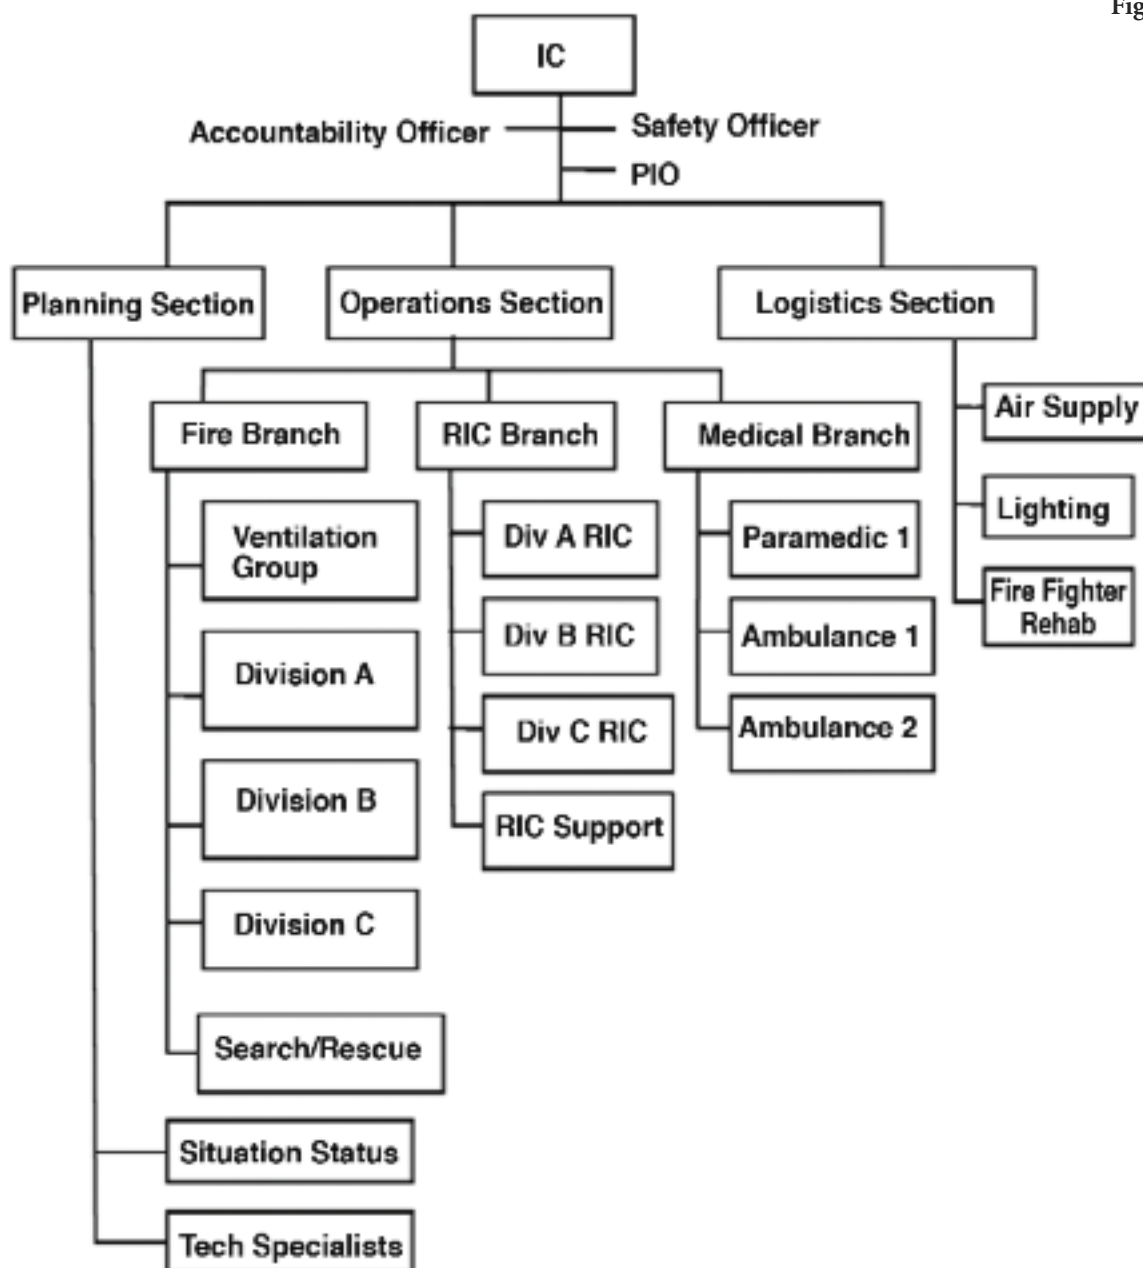 Fig
IC
Accountability Officer
Safety Officer
PIO
Planning Section
Operations Section
Logistics Section
Fire Branch
RIC Branch
Medical Branch
Air Supply
Lighting
Fire Fighter
Rehab
Ventilation
Group
Division A
Division B
Division C
Search/Rescue
Div A RIC
Div B RIC
Div C RIC
RIC Support
Paramedic 1
Ambulance 1
Ambulance 2
Situation Status
Tech Specialists